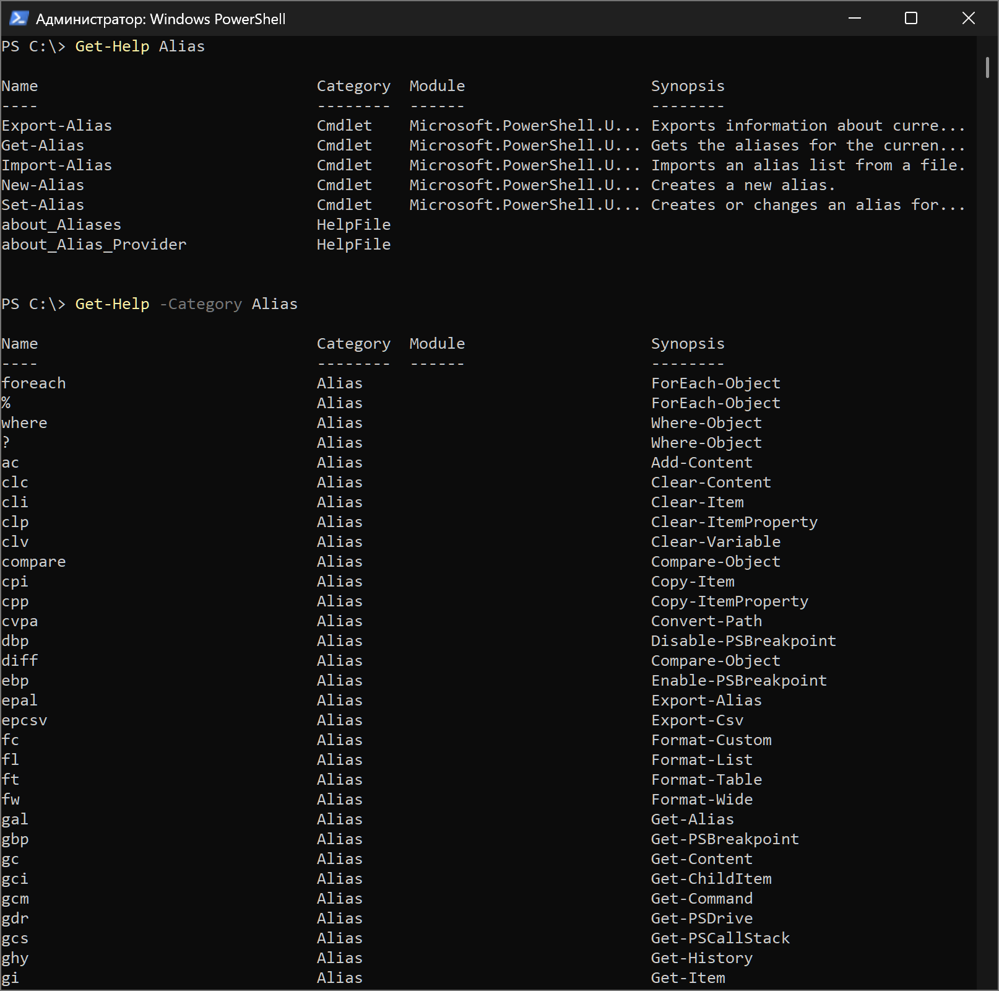 Администратор: Windows PowerShell
PS C:\> Get-Help Alias
Name Category Module Synopsis
---- -------- ------ --------
Export-Alias Cmdlet Microsoft.PowerShell.U... Exports information about curre...
Get-Alias Cmdlet Microsoft.PowerShell.U... Gets the aliases for the curren...
Import-Alias Cmdlet Microsoft.PowerShell.U... Imports an alias list from a file.
New-Alias Cmdlet Microsoft.PowerShell.U... Creates a new alias.
Set-Alias Cmdlet Microsoft.PowerShell.U... Creates or changes an alias for...
about_Aliases HelpFile
about_Alias_Provider HelpFile
PS C:\> Get-Help -Category Alias
Name Category Module Synopsis
---- -------- ------ --------
foreach Alias ForEach-Object
% Alias ForEach-Object
where Alias Where-Object
? Alias Where-Object
ac Alias Add-Content
clc Alias Clear-Content
cli Alias Clear-Item
clp Alias Clear-ItemProperty
clv Alias Clear-Variable
compare Alias Compare-Object
cpi Alias Copy-Item
cpp Alias Copy-ItemProperty
cvpa Alias Convert-Path
dbp Alias Disable-PSBreakpoint
diff Alias Compare-Object
ebp Alias Enable-PSBreakpoint
epal Alias Export-Alias
epcsv Alias Export-Csv
fc Alias Format-Custom
fl Alias Format-List
ft Alias Format-Table
fw Alias Format-Wide
gal Alias Get-Alias
gbp Alias Get-PSBreakpoint
gc Alias Get-Content
gci Alias Get-ChildItem
gcm Alias Get-Command
gdr Alias Get-PSDrive
gcs Alias Get-PSCallStack
ghy Alias Get-History
gi Alias Get-Item